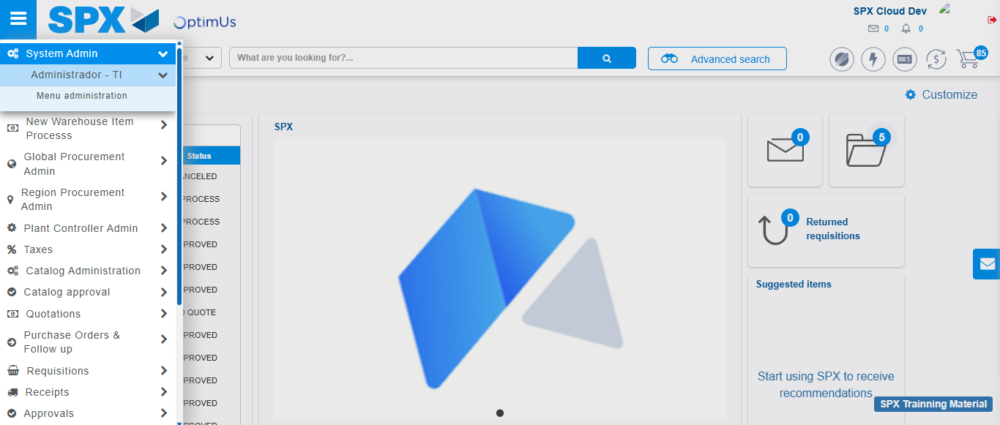 SPX
OptimUs
SPX Cloud Dev
0
0
System Admin
Administrador - TI
Menu administration
New Warehouse Item
Processs
Global Procurement
Admin
Region Procurement
Admin
Plant Controller Admin
Taxes
Catalog Administration
Catalog approval
Quotations
Purchase Orders &
Follow up
Requisitions
Receipts
Approvals
e
What are you looking for?...
Advanced search
85
Customize
Status
NCELED
PROCESS
PROCESS
PROVED
PROVED
PROVED
QUOTE
PROVED
PROVED
PROVED
PROVED
PROVED
SPX
0
5
0
Returned
requisitions
Suggested items
Start using SPX to receive
recommendations
SPX Trainning Material